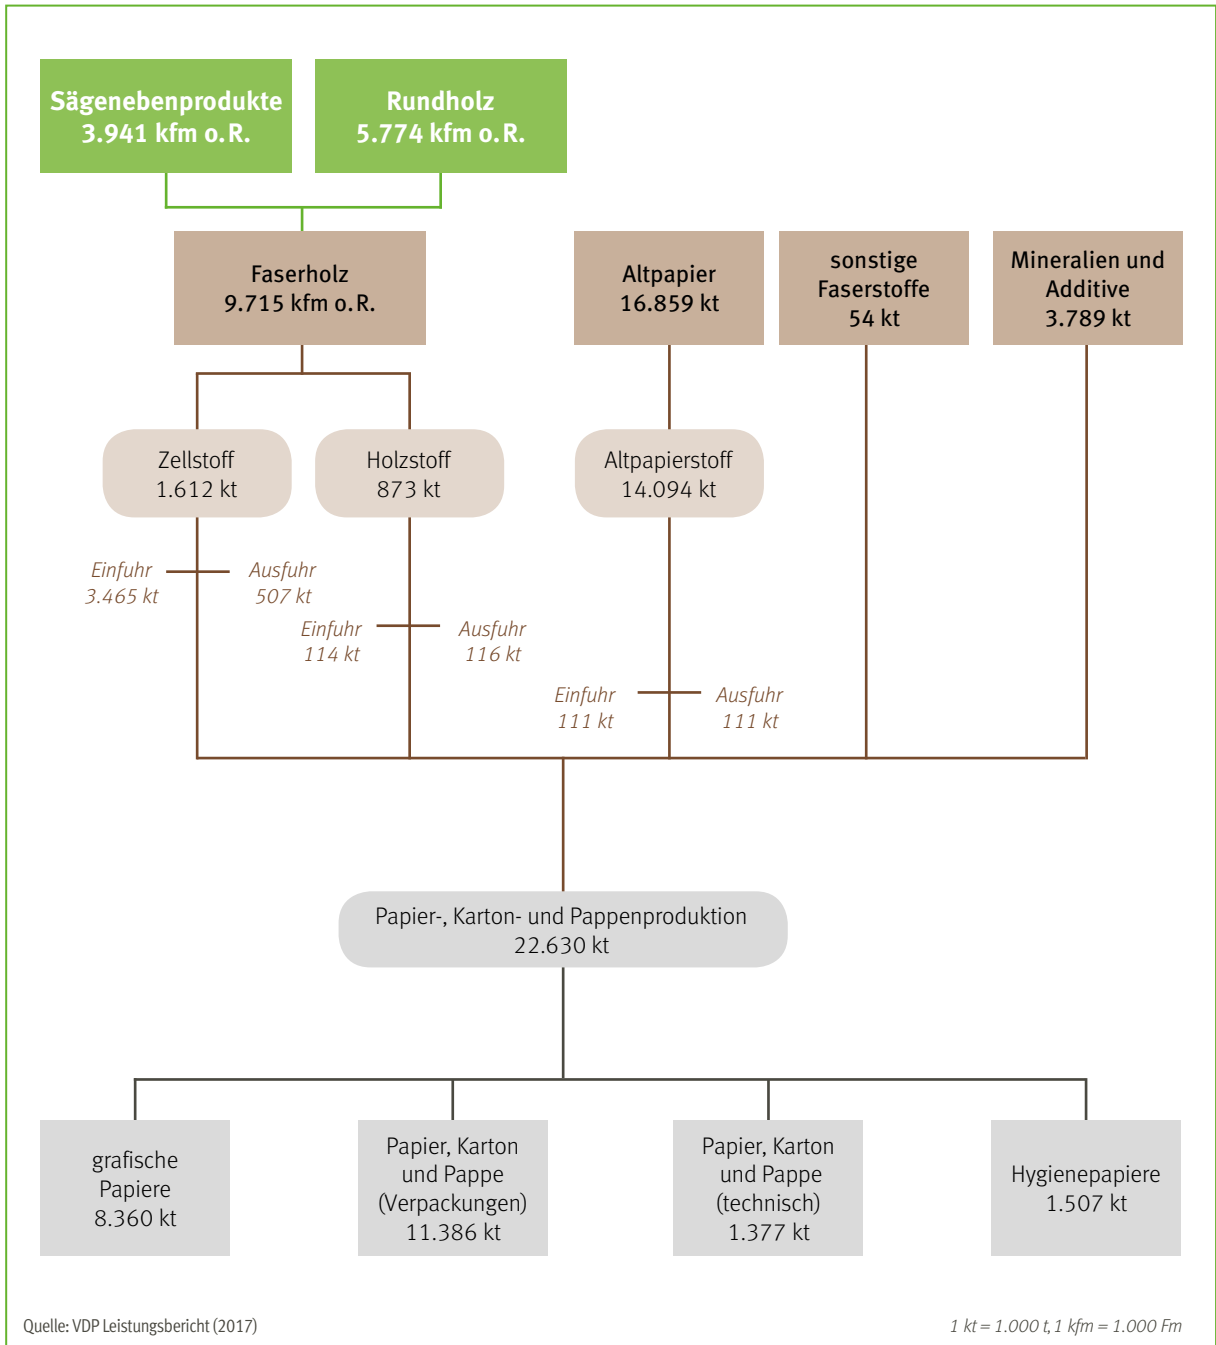 Sägenebenprodukte
3.941 kfm o.R.
Rundholz
5.774 kfm o.R.
Faserholz
9.715 kfm o.R.
Altpapier
16.859 kt
sonstige
Faserstoffe
54 kt
Mineralien und
Additive
3.789 kt
Zellstoff
1.612 kt
Holzstoff
873 kt
Altpapierstoff
14.094 kt
Einfuhr
3.465 kt
Ausfuhr
507 kt
Einfuhr
114 kt
Ausfuhr
116 kt
Einfuhr
111 kt
Ausfuhr
111 kt
Papier-, Karton- und Pappenproduktion
22.630 kt
grafische
Papiere
8.360 kt
Papier, Karton
und Pappe
(Verpackungen)
11.386 kt
Papier, Karton
und Pappe
(technisch)
1.377 kt
Hygienepapiere
1.507 kt
Quelle: VDP Leistungsbericht (2017)
1 kt = 1.000 t, 1 kfm = 1.000 Fm